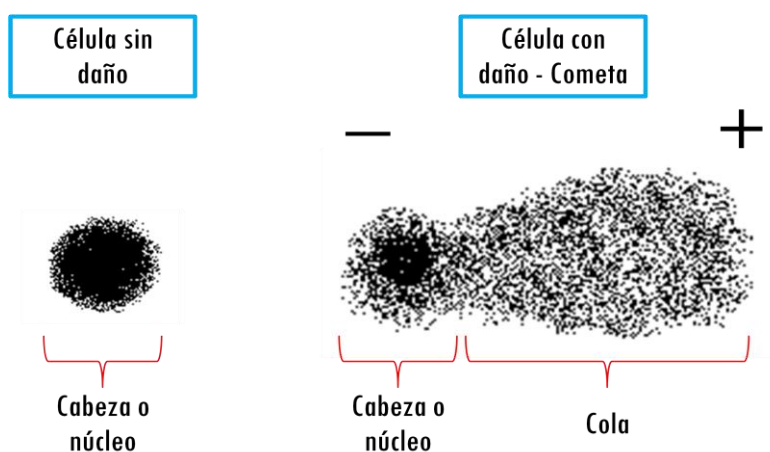 Célula sin
daño
Célula con
daño - Cometa
— +
Cabeza o
núcleo
Cabeza o
núcleo
Cola